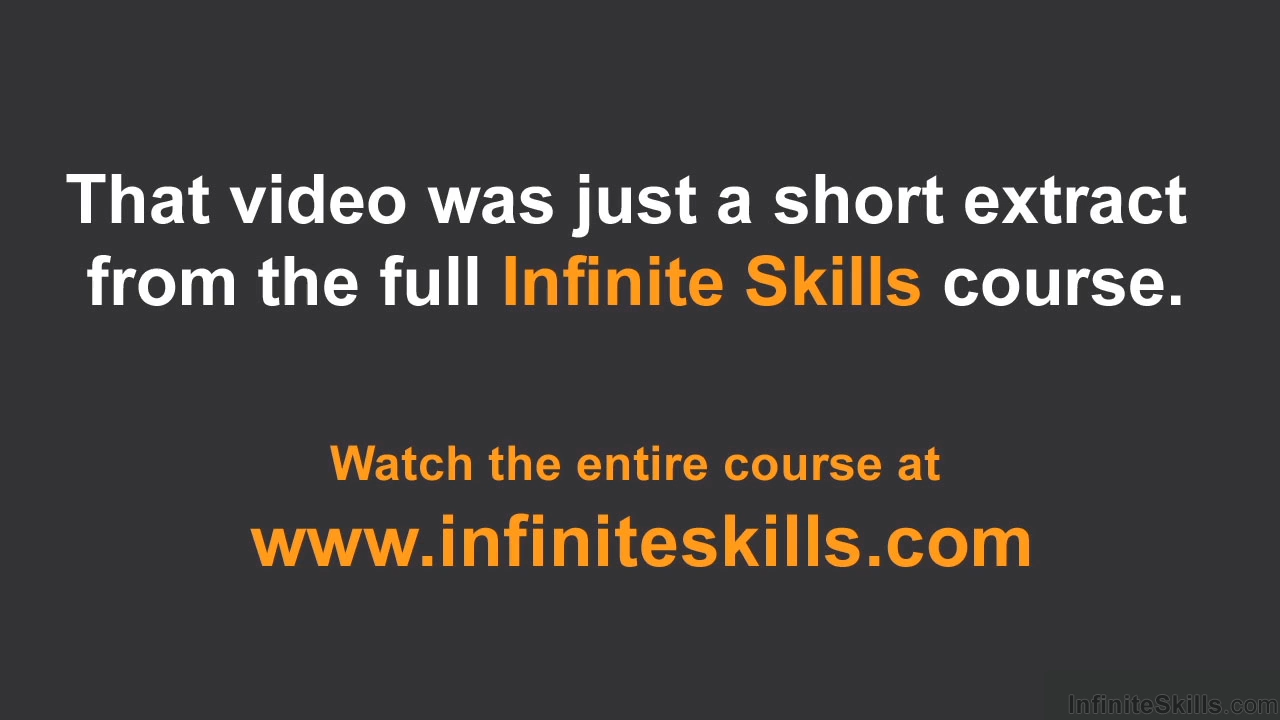 That video was just a short extract
from the full Infinite Skills course.
Watch the entire course at
www.infiniteskills.com
InfiniteSkills.com